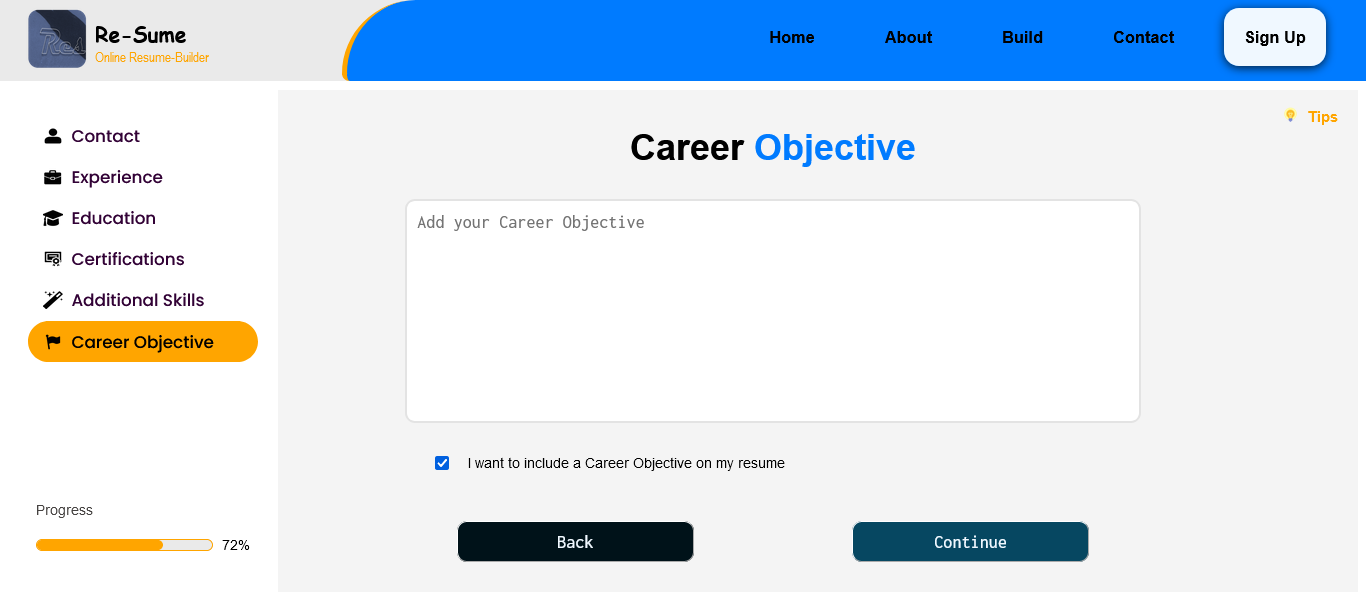 Res
Re-Sume
Online Resume-Builder
Home
About
Build
Contact
Sign Up
Contact
Experience
Education
Certifications
Additional Skills
Career Objective
Progress
72%
Tips
Career Objective
Add your Career Objective
I want to include a Career Objective on my resume
Back
Continue